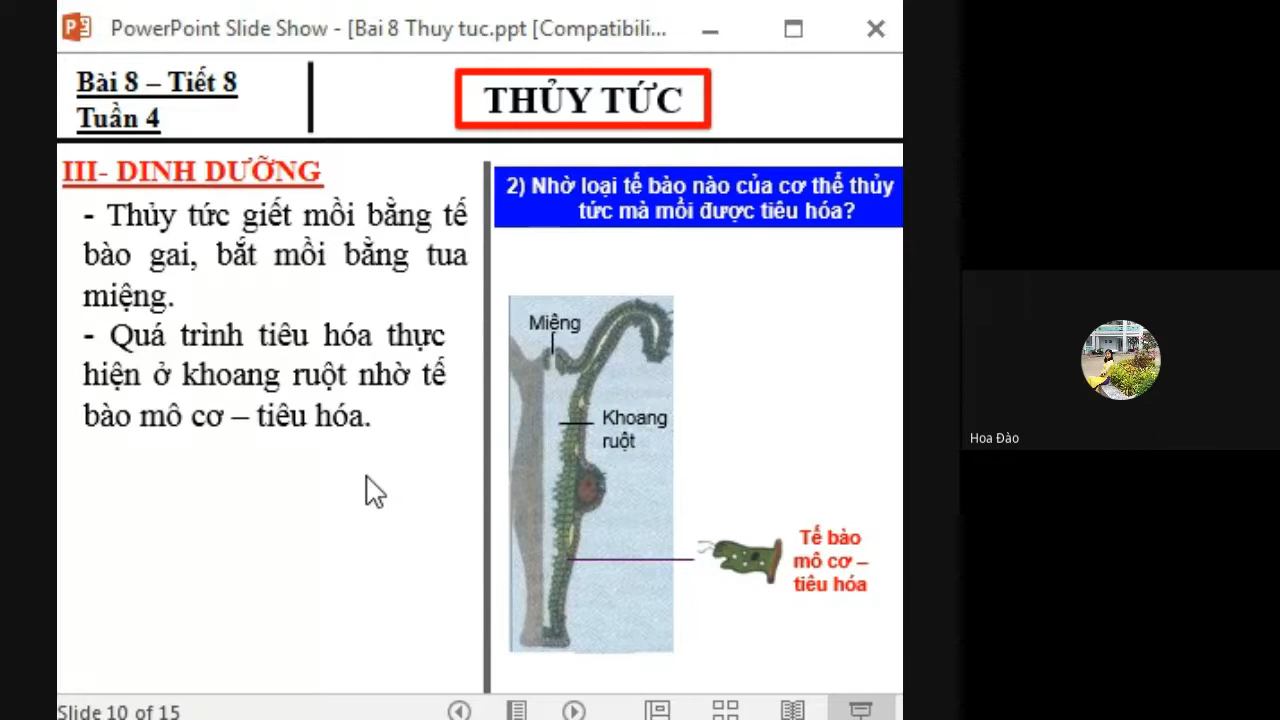 PowerPoint Slide Show - [Bai 8 Thuy tuc.ppt [Compatibili...
Bài 8 – Tiết 8
Tuần 4
THỦY TỨC
III- DINH DƯỠNG
- Thủy tức giết mồi bằng tế
bào gai, bắt mồi bằng tua
miệng.
- Quá trình tiêu hóa thực
hiện ở khoang ruột nhờ tế
bào mô cơ – tiêu hóa.
2) Nhờ loại tế bào nào của cơ thể thủy
tức mà mồi được tiêu hóa?
Miệng
Khoang
ruột
Tế bào
mô cơ –
tiêu hóa
Hoa Đào
Slide 10 of 15